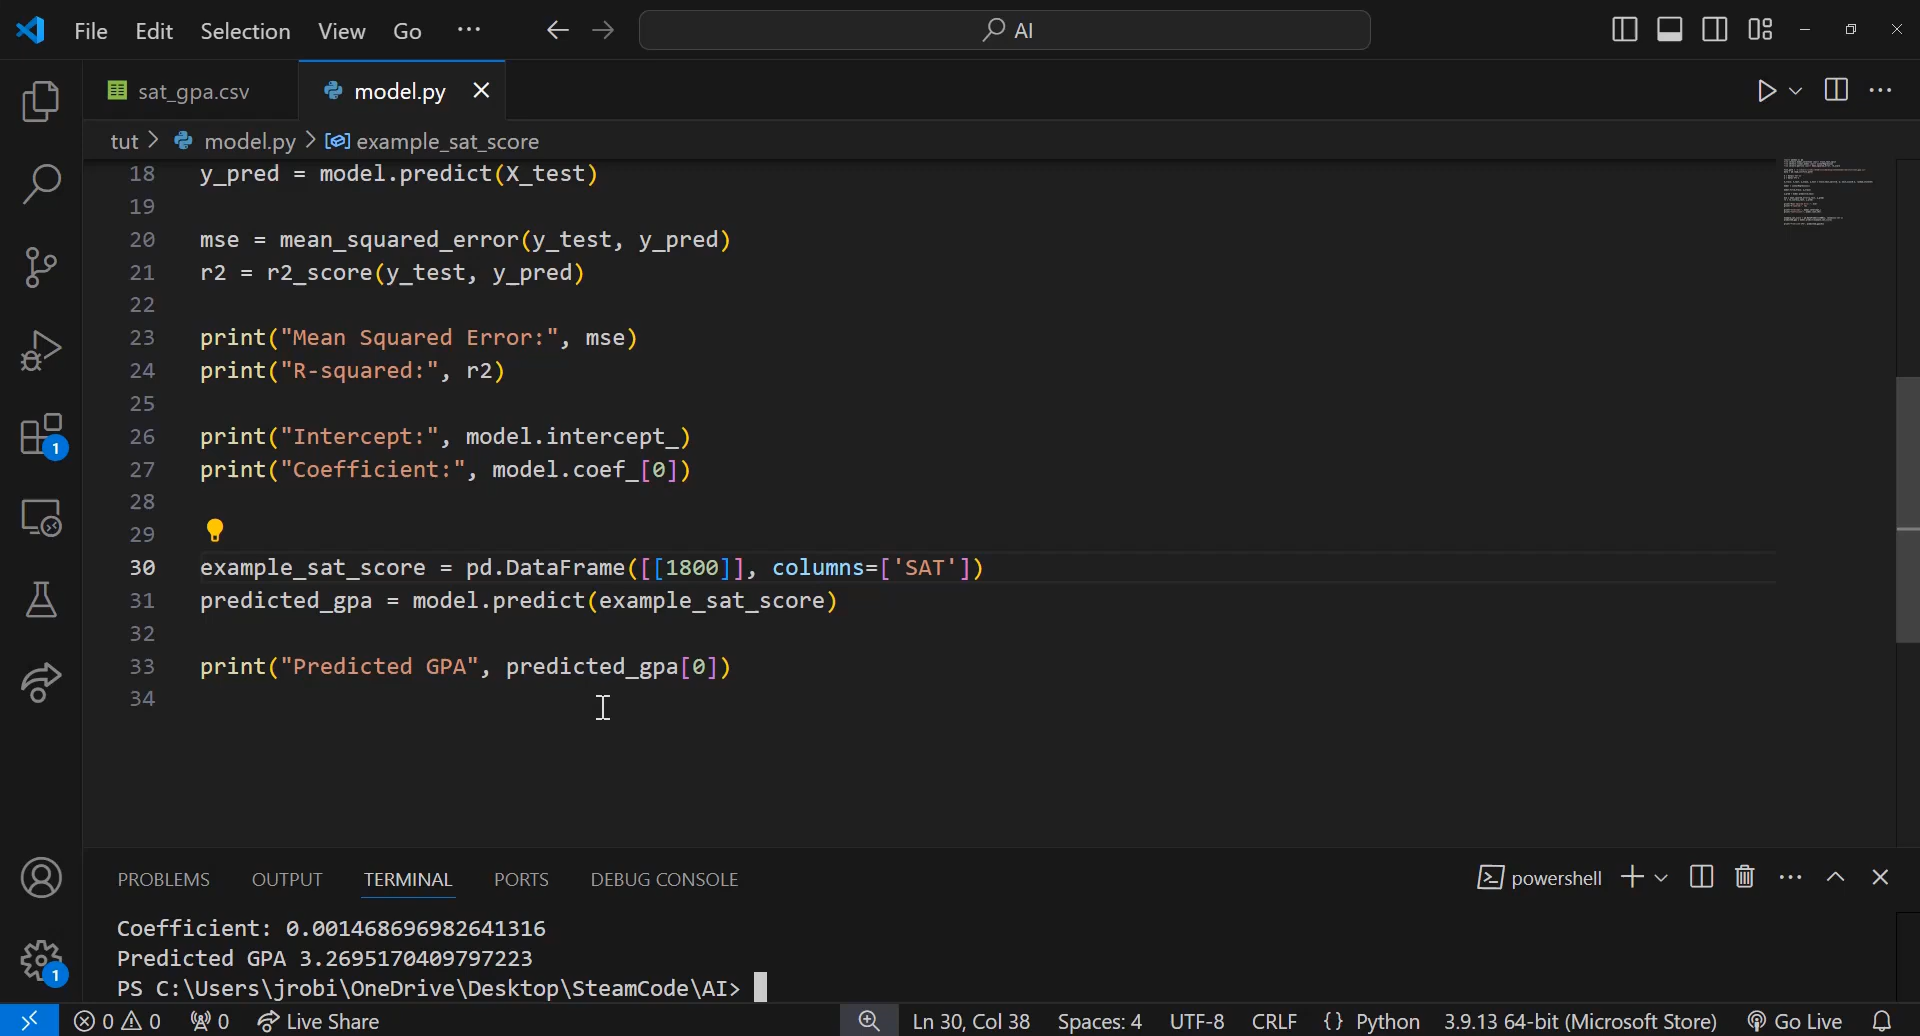 File Edit Selection View Go ··· AI
sat_gpa.csv model.py
tut > model.py > example_sat_score
18 y_pred = model.predict(X_test)
19
20 mse = mean_squared_error(y_test, y_pred)
21 r2 = r2_score(y_test, y_pred)
22
23 print("Mean Squared Error:", mse)
24 print("R-squared:", r2)
25
26 print("Intercept:", model.intercept_)
27 print("Coefficient:", model.coef_[0])
28
29
30 example_sat_score = pd.DataFrame([[1800]], columns=['SAT'])
31 predicted_gpa = model.predict(example_sat_score)
32
33 print("Predicted GPA", predicted_gpa[0])
34
1
PROBLEMS OUTPUT TERMINAL PORTS DEBUG CONSOLE powershell
Coefficient: 0.001468696982641316
Predicted GPA 3.2695170409797223
PS C:\Users\jrobi\OneDrive\Desktop\SteamCode\AI>
1
0 0 0 Live Share Ln 30, Col 38 Spaces: 4 UTF-8 CRLF {} Python 3.9.13 64-bit (Microsoft Store) Go Live